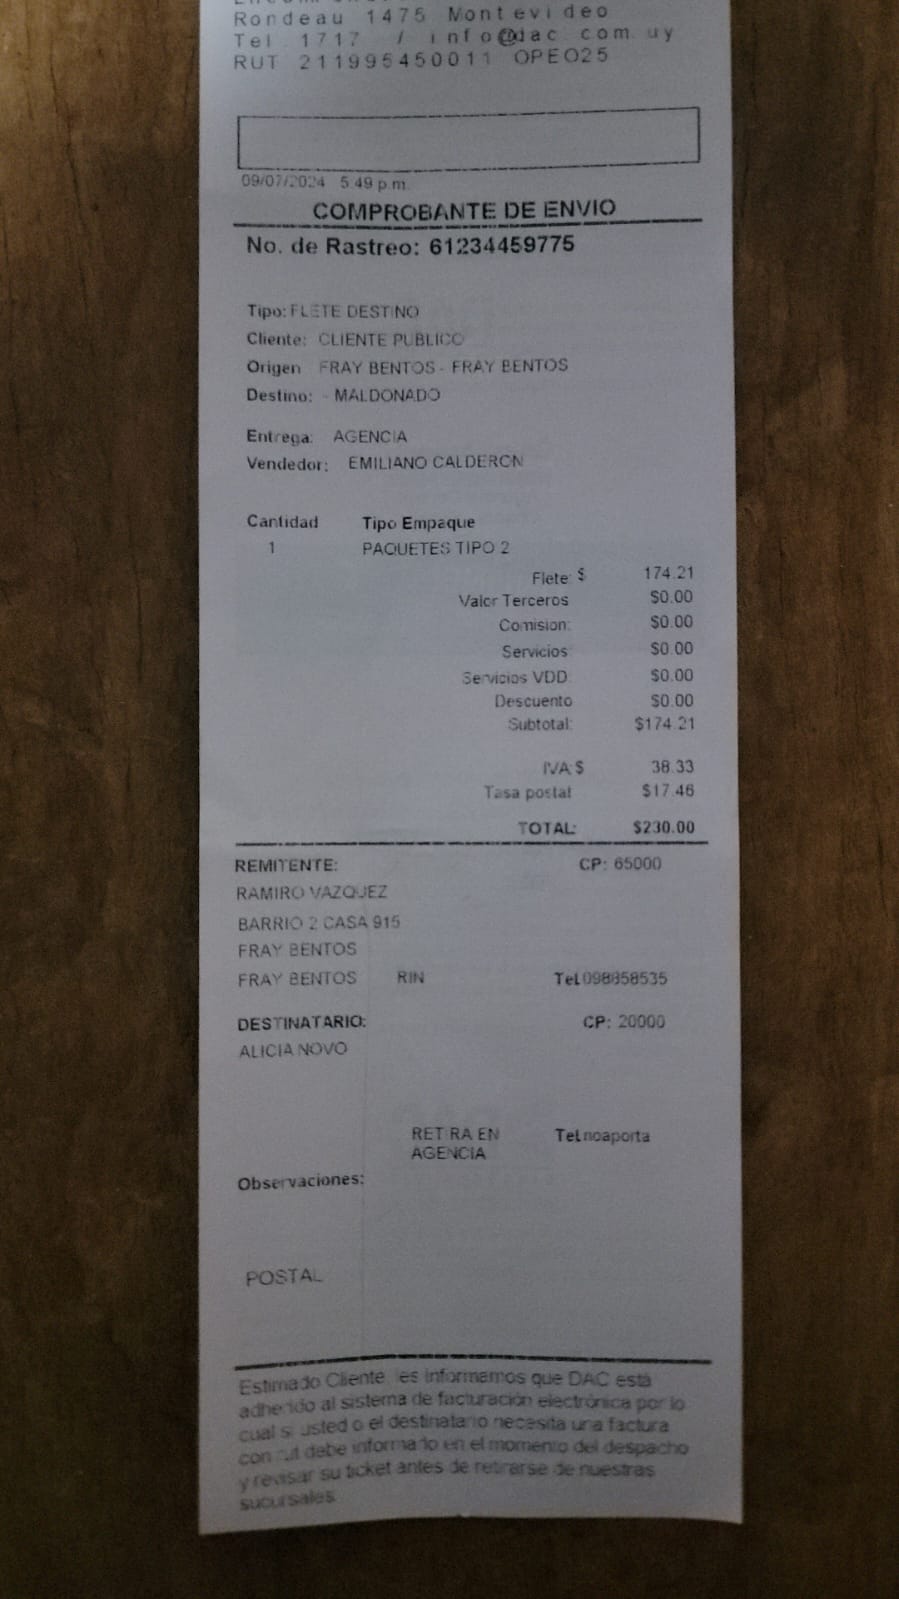 Rondeau 1475 Montevideo
Tel 1717 / info@dac.com.uy
RUT 211995450011 OPEO25
09/07/2024 5:49 p.m.
COMPROBANTE DE ENVIO
No. de Rastreo: 61234459775
Tipo: FLETE DESTINO
Cliente: CLIENTE PUBLICO
Origen FRAY BENTOS - FRAY BENTOS
Destino: - MALDONADO
Entrega: AGENCIA
Vendedor: EMILIANO CALDERON
Cantidad Tipo Empaque
1 PAQUETES TIPO 2
Flete: $ 174.21
Valor Terceros $0.00
Comision: $0.00
Servicios $0.00
Servicios VDD: $0.00
Descuento $0.00
Subtotal: $174.21
IVA:$ 38.33
Tasa postal $17.46
TOTAL: $230.00
REMITENTE: CP: 65000
RAMIRO VAZQUEZ
BARRIO 2 CASA 915
FRAY BENTOS
FRAY BENTOS RIN Tel.098858535
DESTINATARIO: CP: 20000
ALICIA NOVO
RETIRA EN Tel.noaporta
AGENCIA
Observaciones:
POSTAL
Estimado Cliente, les informamos que DAC está
adherido al sistema de facturación electrónica por lo
cual si usted o el destinatario necesita una factura
con rut debe informarlo en el momento del despacho
y revisar su ticket antes de retirarse de nuestras
sucursales